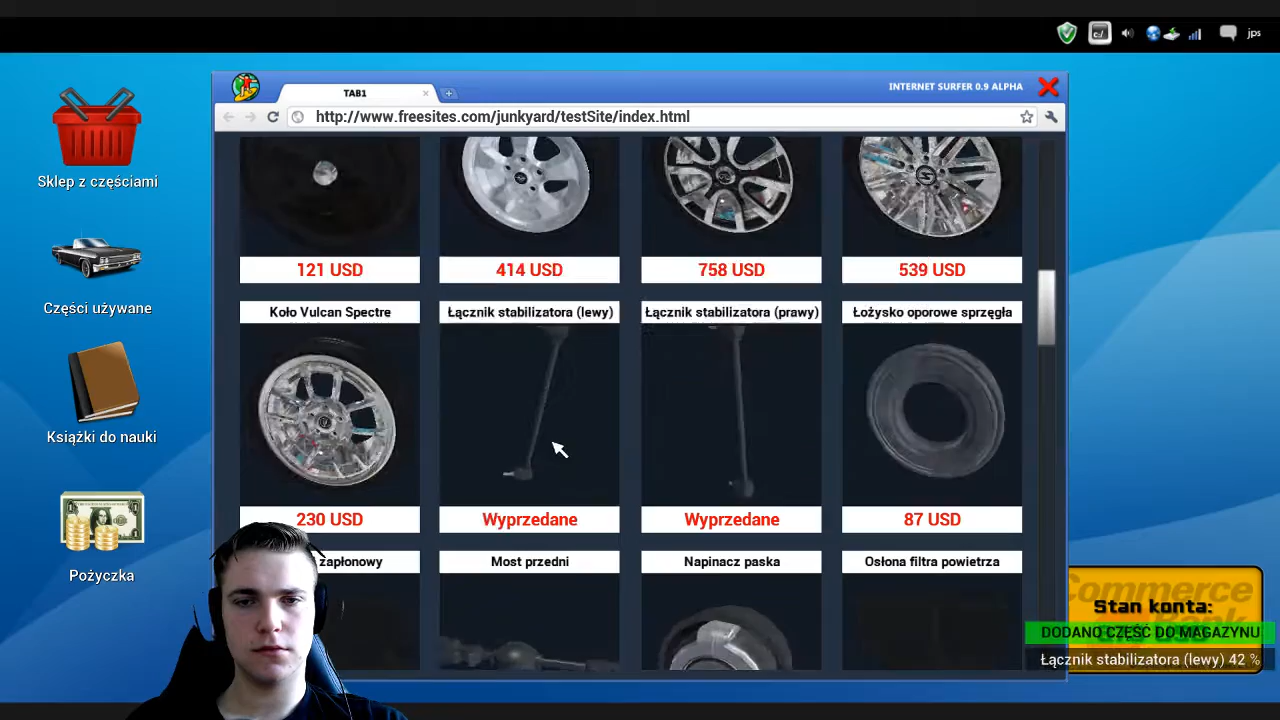 jps
TAB1
INTERNET SURFER 0.9 ALPHA
http://www.freesites.com/junkyard/testSite/index.html
Sklep z częściami
Części używane
Książki do nauki
Pożyczka
121 USD
414 USD
758 USD
539 USD
Koło Vulcan Spectre
Łącznik stabilizatora (lewy)
Łącznik stabilizatora (prawy)
Łożysko oporowe sprzęgła
230 USD
Wyprzedane
Wyprzedane
87 USD
zapłonowy
Most przedni
Napinacz paska
Osłona filtra powietrza
Commerce
Stan konta:
DODANO CZĘŚĆ DO MAGAZYNU
Łącznik stabilizatora (lewy) 42 %